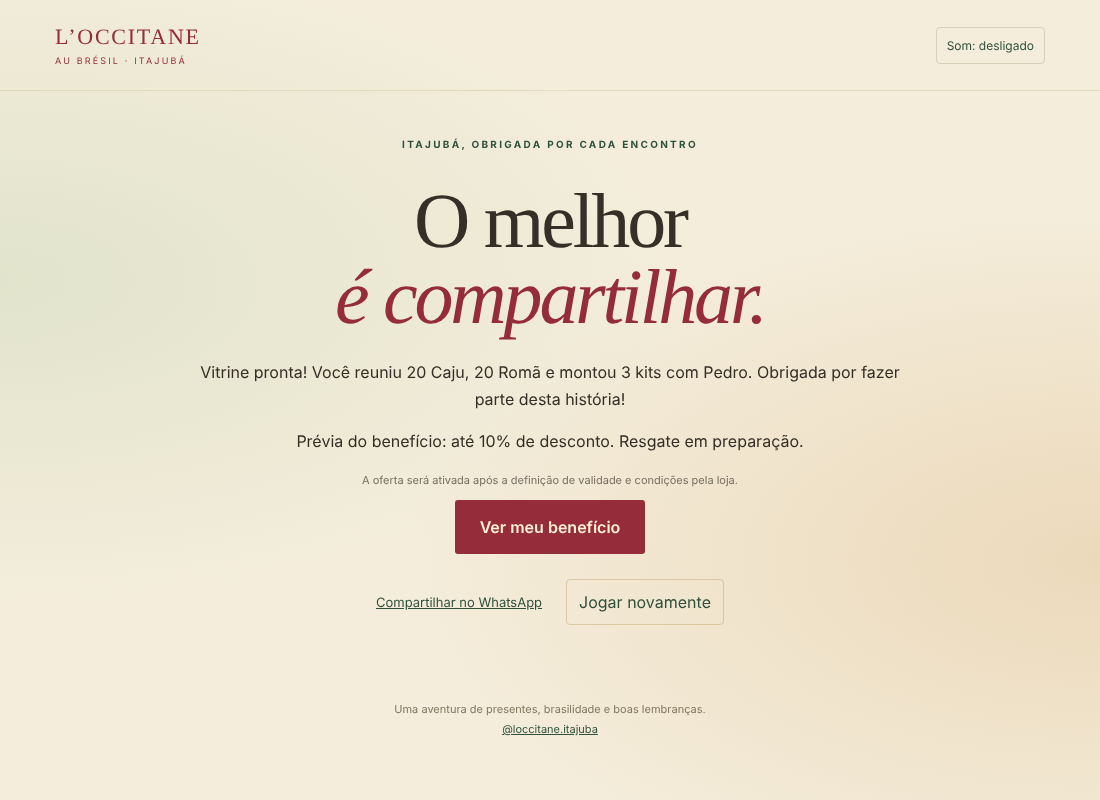 L’OCCITANE
AU BRÉSIL · ITAJUBÁ
Som: desligado
ITAJUBÁ, OBRIGADA POR CADA ENCONTRO
O melhor
é compartilhar.
Vitrine pronta! Você reuniu 20 Caju, 20 Romã e montou 3 kits com Pedro. Obrigada por fazer
parte desta história!
Prévia do benefício: até 10% de desconto. Resgate em preparação.
A oferta será ativada após a definição de validade e condições pela loja.
Ver meu benefício
Compartilhar no WhatsApp
Jogar novamente
Uma aventura de presentes, brasilidade e boas lembranças.
@loccitane.itajuba